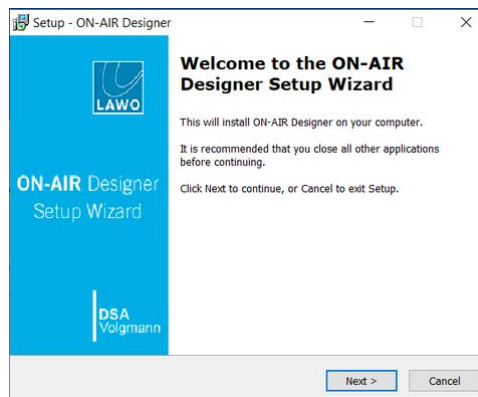 Setup - ON-AIR Designer
LAWO
ON-AIR Designer
Setup Wizard
DSA
Volgmann
Welcome to the ON-AIR
Designer Setup Wizard
This will install ON-AIR Designer on your computer.
It is recommended that you close all other applications
before continuing.
Click Next to continue, or Cancel to exit Setup.
Next >
Cancel